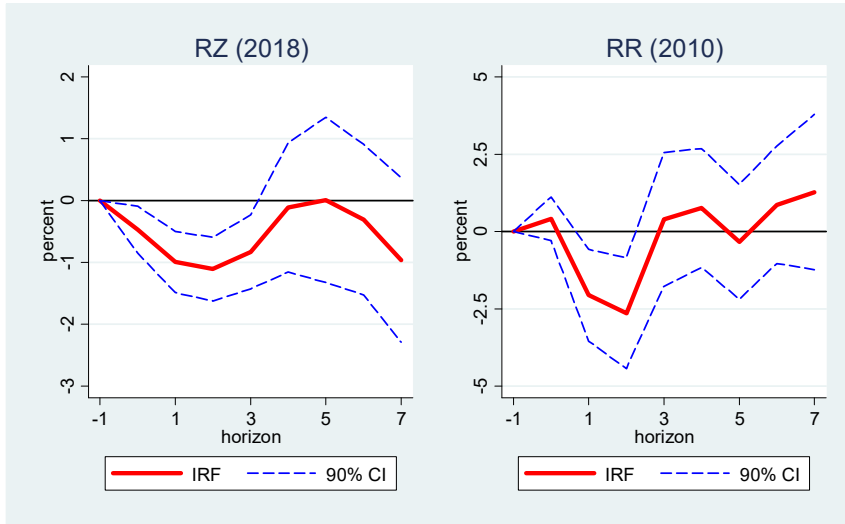 RZ (2018)
percent
2
1
0
-1
-2
-3
-1
1
3
5
7
horizon
IRF
90% CI
RR (2010)
percent
5
2.5
0
-2.5
-5
-1
1
3
5
7
horizon
IRF
90% CI